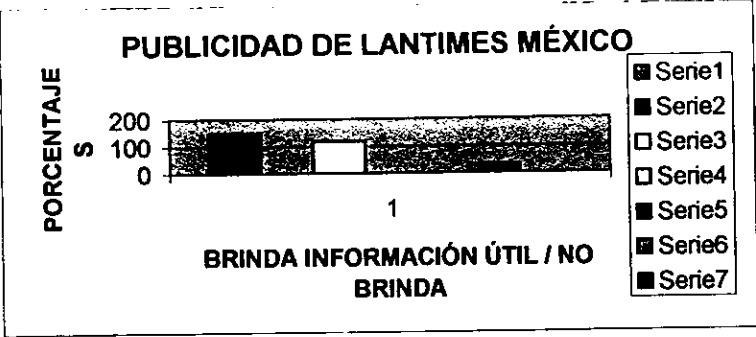 PUBLICIDAD DE LANTIMES MÉXICO
PORCENTAJE
S
200
100
0
1
BRINDA INFORMACIÓN ÚTIL / NO
BRINDA
Serie1
Serie2
Serie3
Serie4
Serie5
Serie6
Serie7